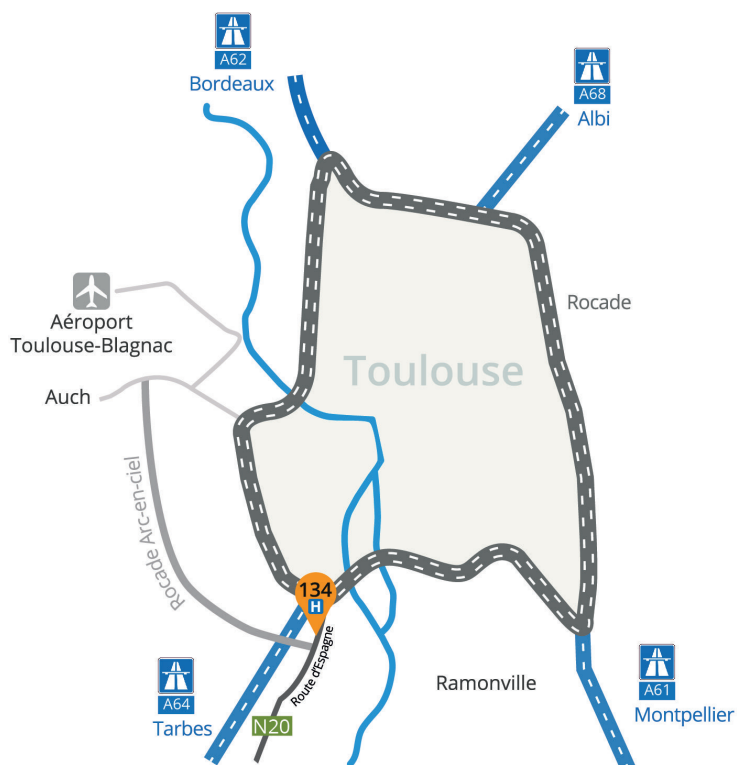 A62
Bordeaux
A68
Albi
Rocade
Aéroport
Toulouse-Blagnac
Toulouse
Auch
Rocade Arc-en-ciel
134
H
Route d'Espagne
A64
Tarbes
N20
Ramonville
A61
Montpellier